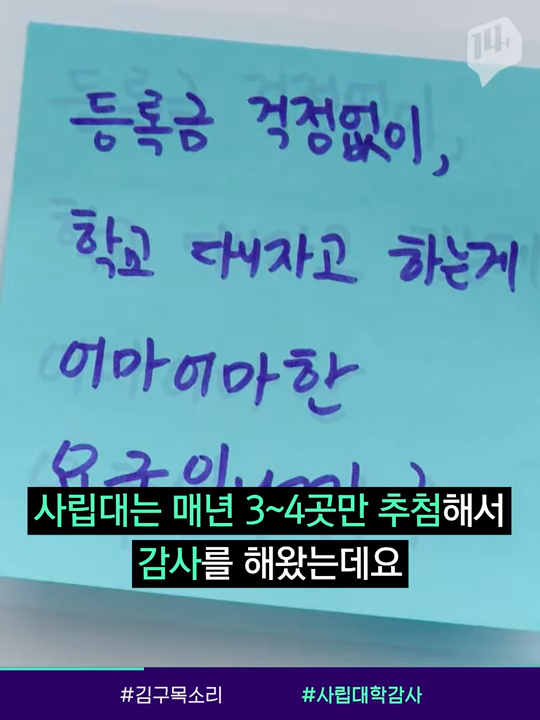 14F
등록금 걱정없이,
학교 다니자고 하는게
어마어마한
사립대는 매년 3~4곳만 추첨해서
감사를 해왔는데요
#김구목소리 #사립대학감사